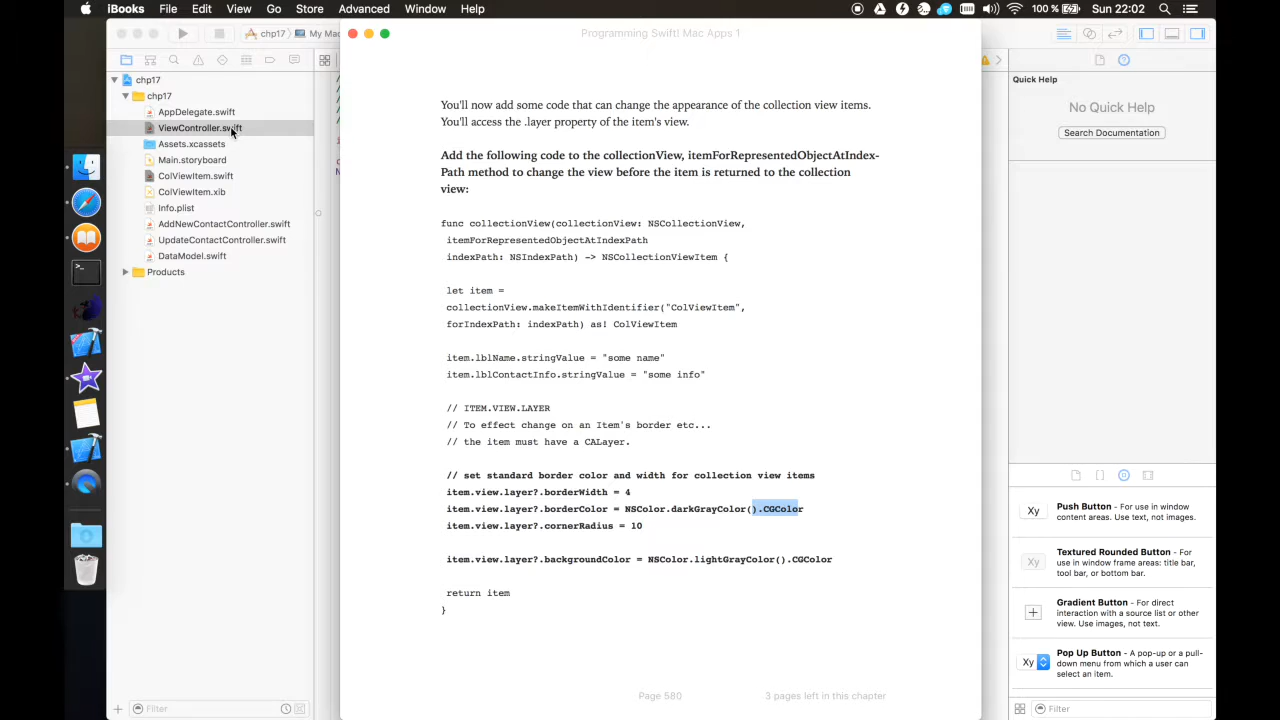 iBooks File Edit View Go Store Advanced Window Help
100 % Sun 22:02
chp17 My Mac
Programming Swift! Mac Apps 1
chp17
chp17
AppDelegate.swift
ViewController.swift
Assets.xcassets
Main.storyboard
ColViewItem.swift
ColViewItem.xib
Info.plist
AddNewContactController.swift
UpdateContactController.swift
DataModel.swift
Products
Filter
You'll now add some code that can change the appearance of the collection view items.
You'll access the .layer property of the item's view.
Add the following code to the collectionView, itemForRepresentedObjectAtIndex-
Path method to change the view before the item is returned to the collection
view:
func collectionView(collectionView: NSCollectionView,
itemForRepresentedObjectAtIndexPath
indexPath: NSIndexPath) -> NSCollectionViewItem {
let item =
collectionView.makeItemWithIdentifier("ColViewItem",
forIndexPath: indexPath) as! ColViewItem
item.lblName.stringValue = "some name"
item.lblContactInfo.stringValue = "some info"
// ITEM.VIEW.LAYER
// To effect change on an Item's border etc...
// the item must have a CALayer.
// set standard border color and width for collection view items
item.view.layer?.borderWidth = 4
item.view.layer?.borderColor = NSColor.darkGrayColor().CGColor
item.view.layer?.cornerRadius = 10
item.view.layer?.backgroundColor = NSColor.lightGrayColor().CGColor
return item
}
Page 580
3 pages left in this chapter
Quick Help
No Quick Help
Search Documentation
Xy
Push Button - For use in window
content areas. Use text, not images.
Xy
Textured Rounded Button - For
use in window frame areas: title bar,
tool bar, or bottom bar.
Gradient Button - For direct
interaction with a source list or other
view. Use images, not text.
Xy
Pop Up Button - A pop-up or a pull-
down menu from which a user can
select an item.
Filter